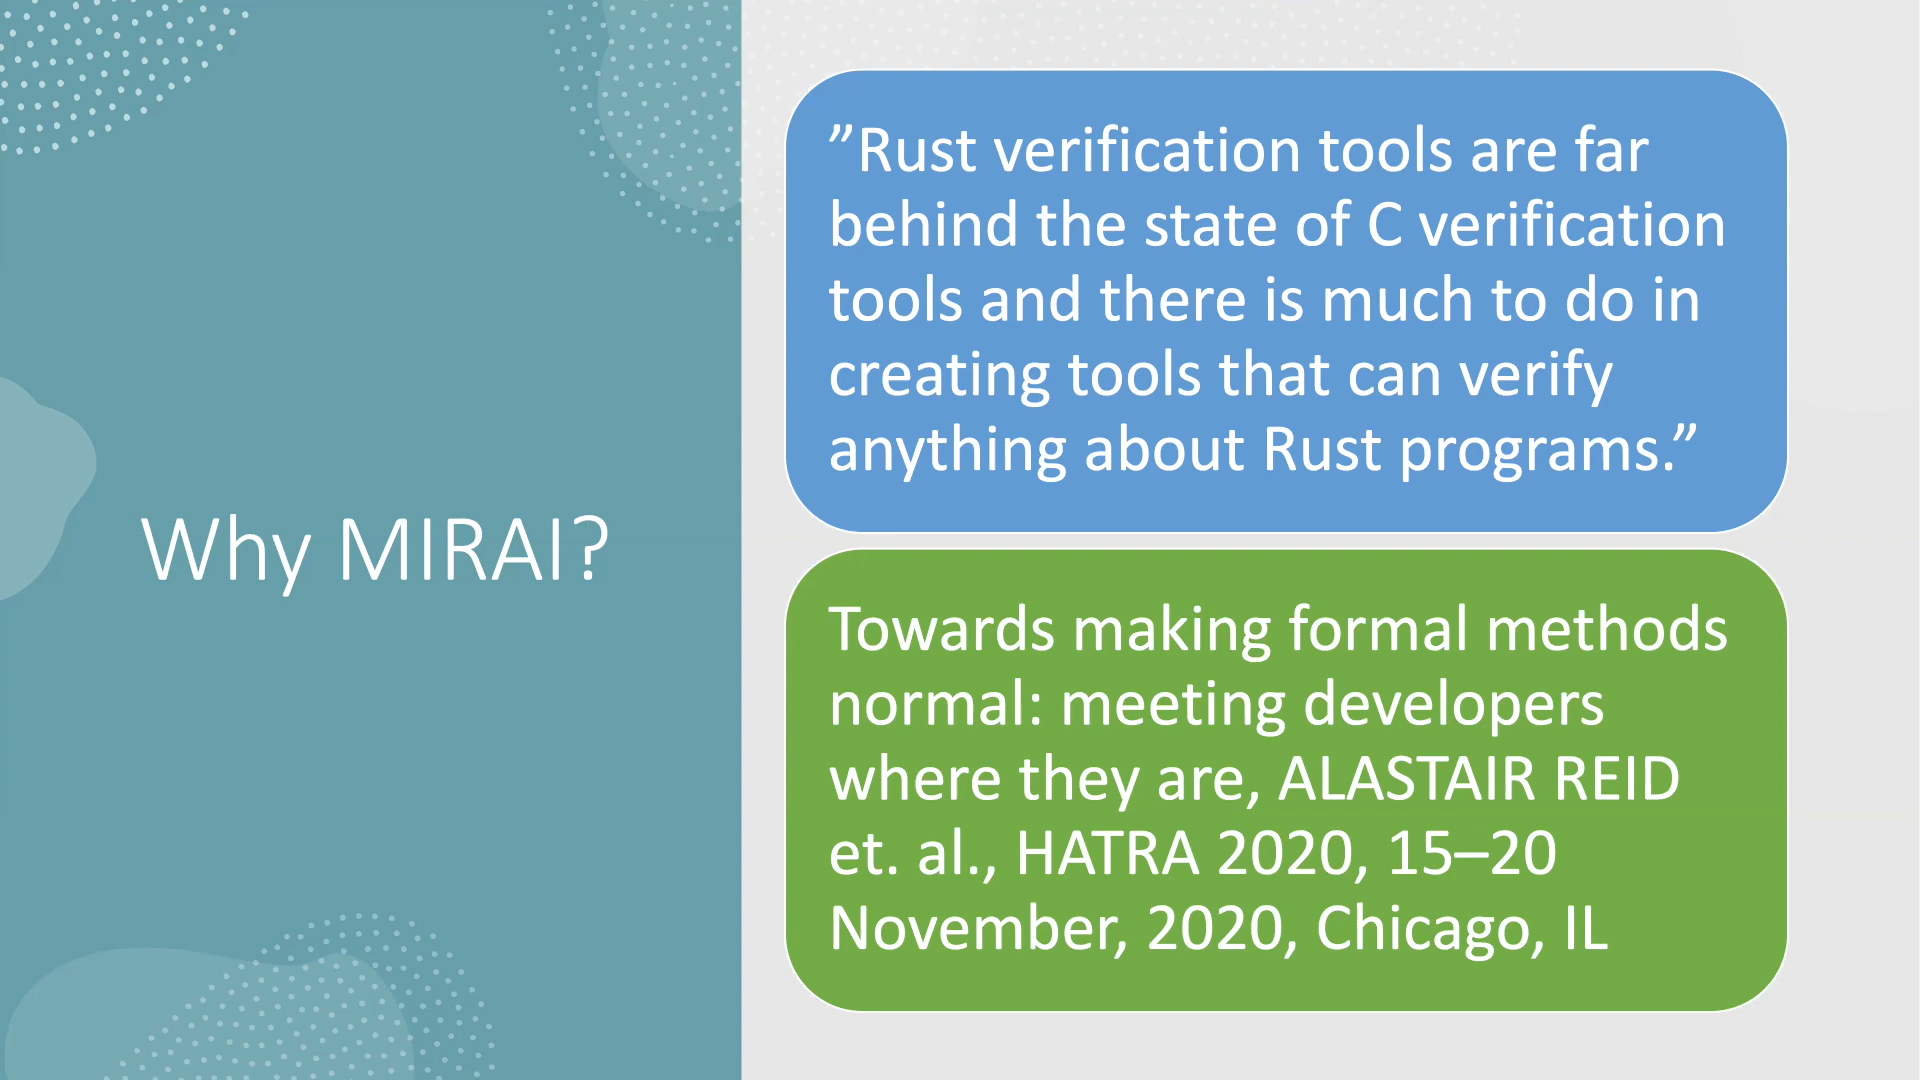 Why MIRAI?
”Rust verification tools are far
behind the state of C verification
tools and there is much to do in
creating tools that can verify
anything about Rust programs.”
Towards making formal methods
normal: meeting developers
where they are, ALASTAIR REID
et. al., HATRA 2020, 15–20
November, 2020, Chicago, IL